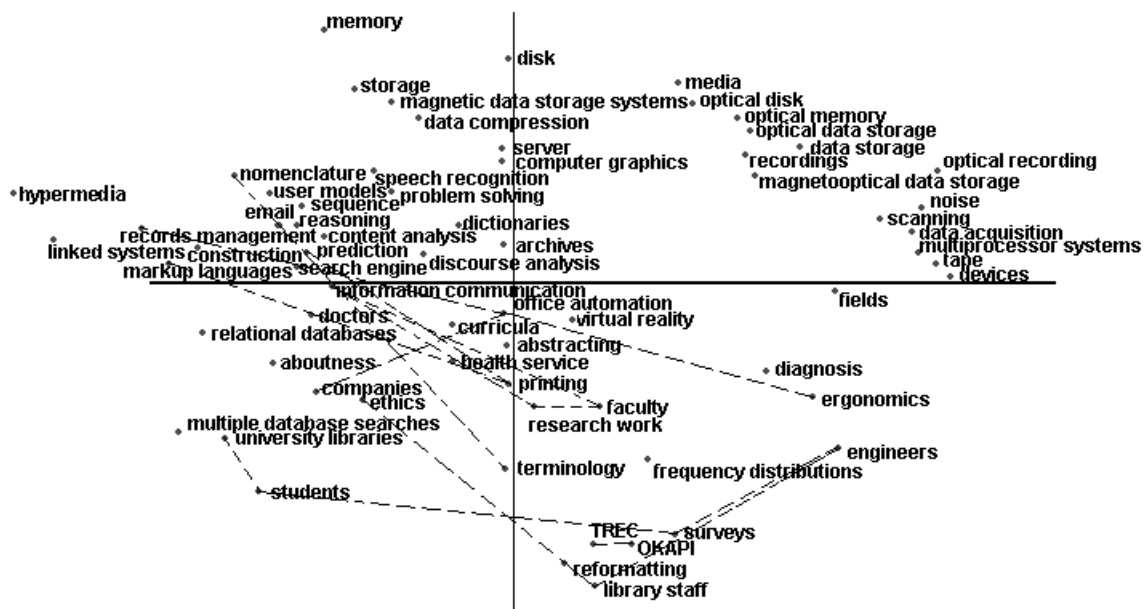 memory
disk
storage
media
magnetic data storage systems
optical disk
data compression
optical memory
optical data storage
server
data storage
computer graphics
recordings
optical recording
nomenclature
speech recognition
magnetooptical data storage
hypermedia
user models
problem solving
sequence
noise
email
reasoning
dictionaries
scanning
records management
content analysis
data acquisition
linked systems
construction
prediction
archives
multiprocessor systems
markup languages
search engine
discourse analysis
tape
devices
information communication
office automation
fields
doctors
virtual reality
relational databases
curricula
abstracting
aboutness
health service
diagnosis
companies
printing
ethics
faculty
ergonomics
multiple database searches
research work
university libraries
engineers
terminology
frequency distributions
students
TREC
surveys
OKAPI
reformatting
library staff